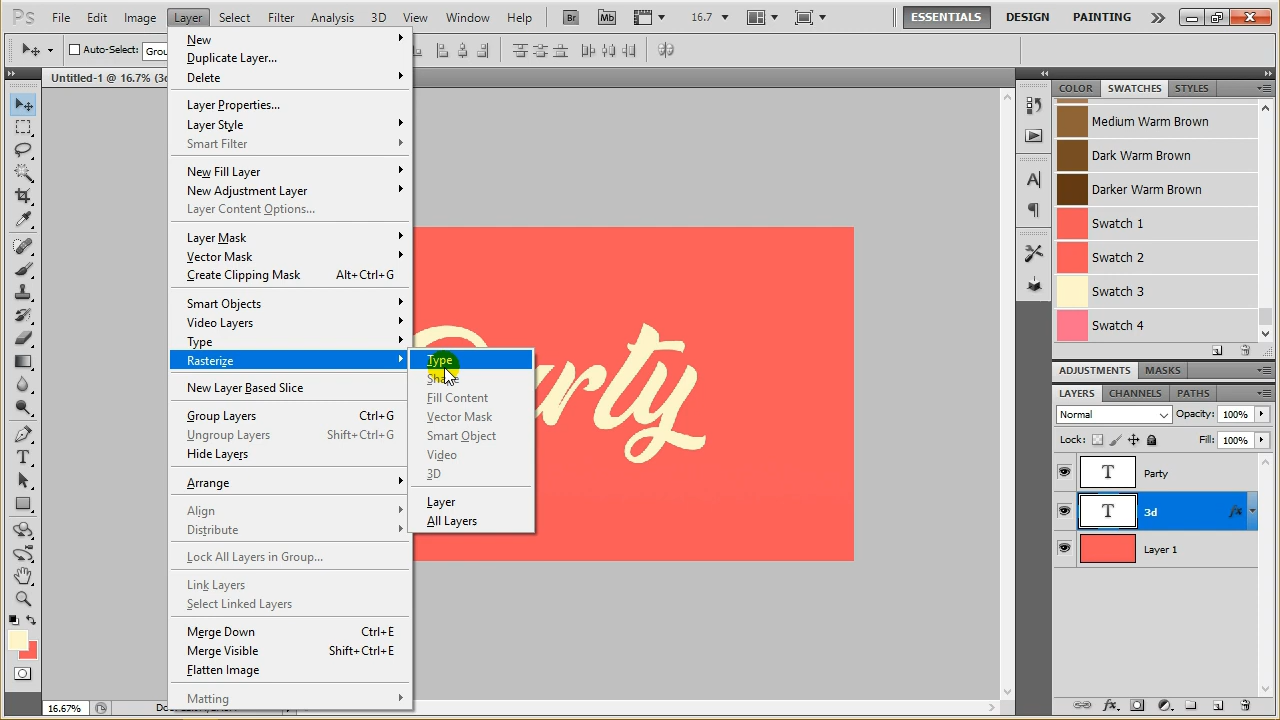 Ps File Edit Image Layer Select Filter Analysis 3D View Window Help Br Mb 16.7 ESSENTIALS DESIGN PAINTING
Auto-Select:
Untitled-1 @ 16.7%
New
Duplicate Layer...
Delete
Layer Properties...
Layer Style
Smart Filter
New Fill Layer
New Adjustment Layer
Layer Content Options...
Layer Mask
Vector Mask
Create Clipping Mask Alt+Ctrl+G
Smart Objects
Video Layers
Type
Rasterize
New Layer Based Slice
Group Layers Ctrl+G
Ungroup Layers Shift+Ctrl+G
Hide Layers
Arrange
Align
Distribute
Lock All Layers in Group...
Link Layers
Select Linked Layers
Merge Down Ctrl+E
Merge Visible Shift+Ctrl+E
Flatten Image
Matting
Type
Shape
Fill Content
Vector Mask
Smart Object
Video
3D
Layer
All Layers
Party
COLOR SWATCHES STYLES
Medium Warm Brown
Dark Warm Brown
Darker Warm Brown
Swatch 1
Swatch 2
Swatch 3
Swatch 4
ADJUSTMENTS MASKS
LAYERS CHANNELS PATHS
Normal Opacity: 100%
Lock: Fill: 100%
T Party
T 3d fx
Layer 1
16.67%